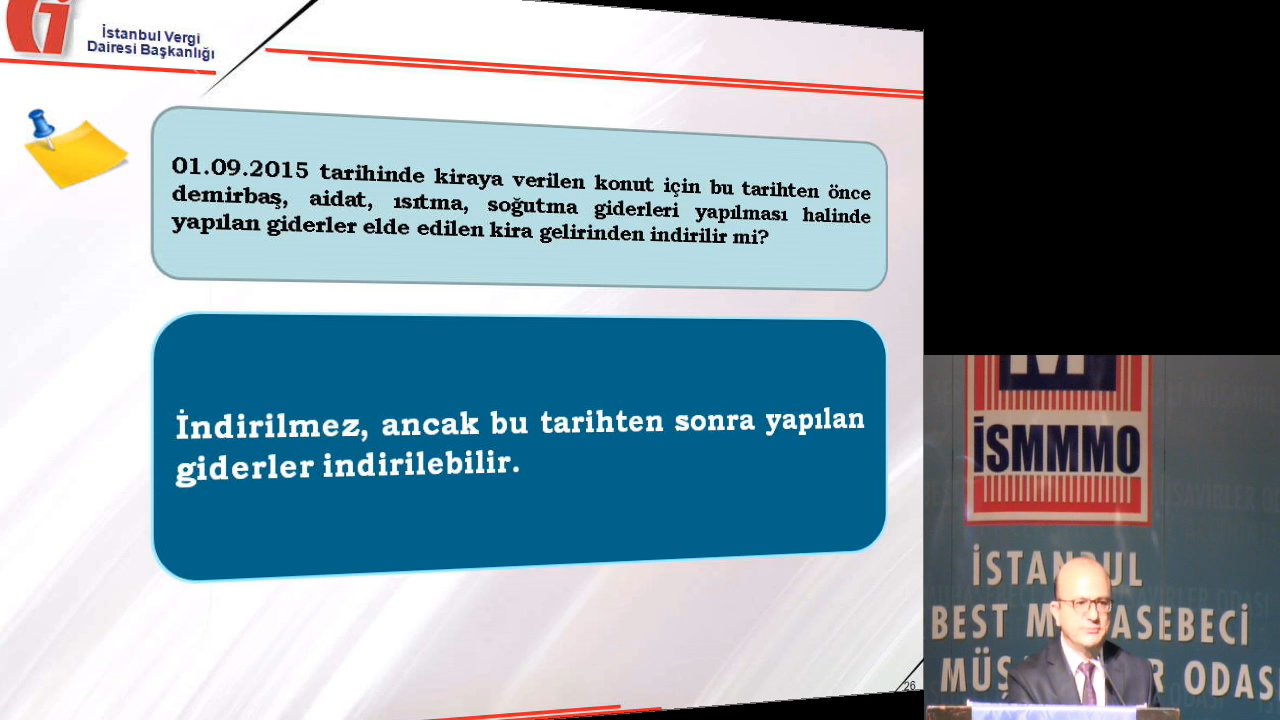 İstanbul Vergi
Dairesi Başkanlığı
01.09.2015 tarihinde kiraya verilen konut için bu tarihten önce
demirbaş, aidat, ısıtma, soğutma giderleri yapılması halinde
yapılan giderler elde edilen kira gelirinden indirilir mi?
İndirilmez, ancak bu tarihten sonra yapılan
giderler indirilebilir.
26
İSMMMO
İSTANBUL
BEST M ASEBECİ
MÜŞ R ODAS